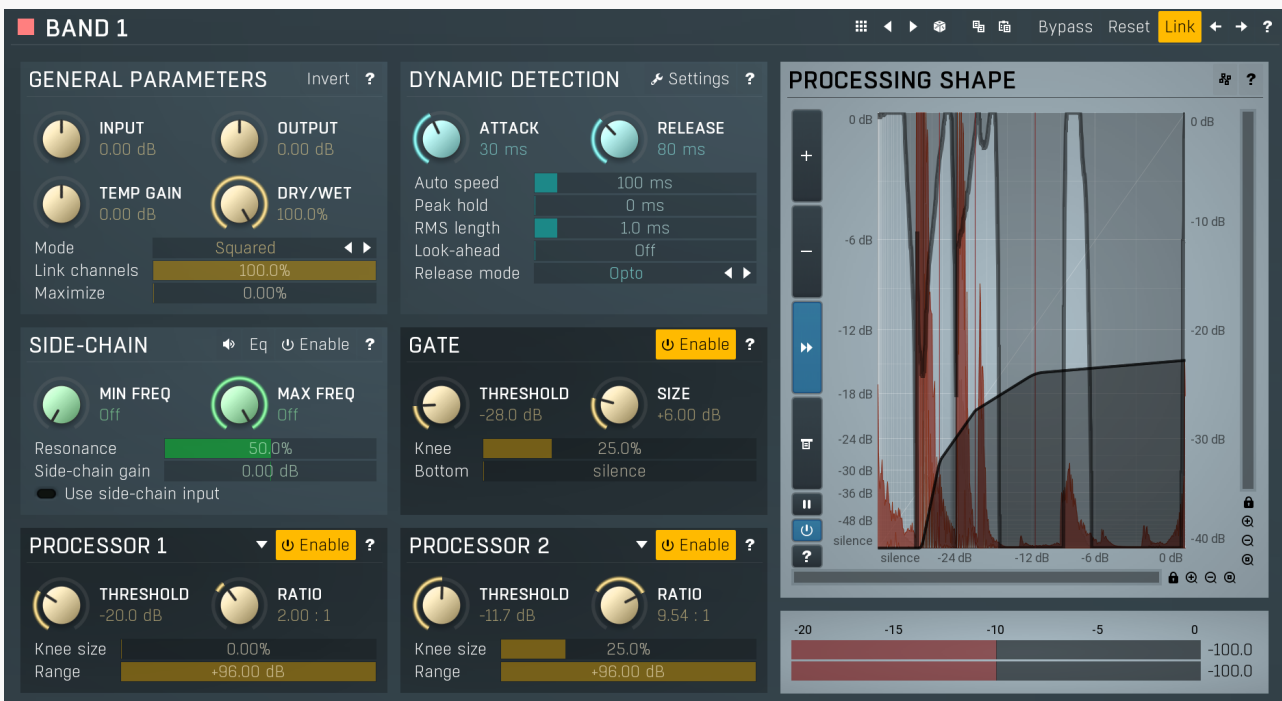 BAND 1
Bypass Reset Link ?
GENERAL PARAMETERS Invert ?
INPUT
0.00 dB
OUTPUT
0.00 dB
TEMP GAIN
0.00 dB
DRY/WET
100.0%
Mode Squared
Link channels 100.0%
Maximize 0.00%
DYNAMIC DETECTION Settings ?
ATTACK
30 ms
RELEASE
80 ms
Auto speed 100 ms
Peak hold 0 ms
RMS length 1.0 ms
Look-ahead Off
Release mode Opto
SIDE-CHAIN Eq Enable ?
MIN FREQ
Off
MAX FREQ
Off
Resonance 50.0%
Side-chain gain 0.00 dB
Use side-chain input
GATE Enable ?
THRESHOLD
-28.0 dB
SIZE
+6.00 dB
Knee 25.0%
Bottom silence
PROCESSOR 1 Enable ?
THRESHOLD
-20.0 dB
RATIO
2.00 : 1
Knee size 0.00%
Range +96.00 dB
PROCESSOR 2 Enable ?
THRESHOLD
-11.7 dB
RATIO
9.54 : 1
Knee size 25.0%
Range +96.00 dB
PROCESSING SHAPE ?
+
-
?
0 dB
-6 dB
-12 dB
-18 dB
-24 dB
-30 dB
-36 dB
-48 dB
silence
0 dB
-10 dB
-20 dB
-30 dB
-40 dB
silence -24 dB -12 dB -6 dB 0 dB
-20 -15 -10 -5 0
-100.0
-100.0